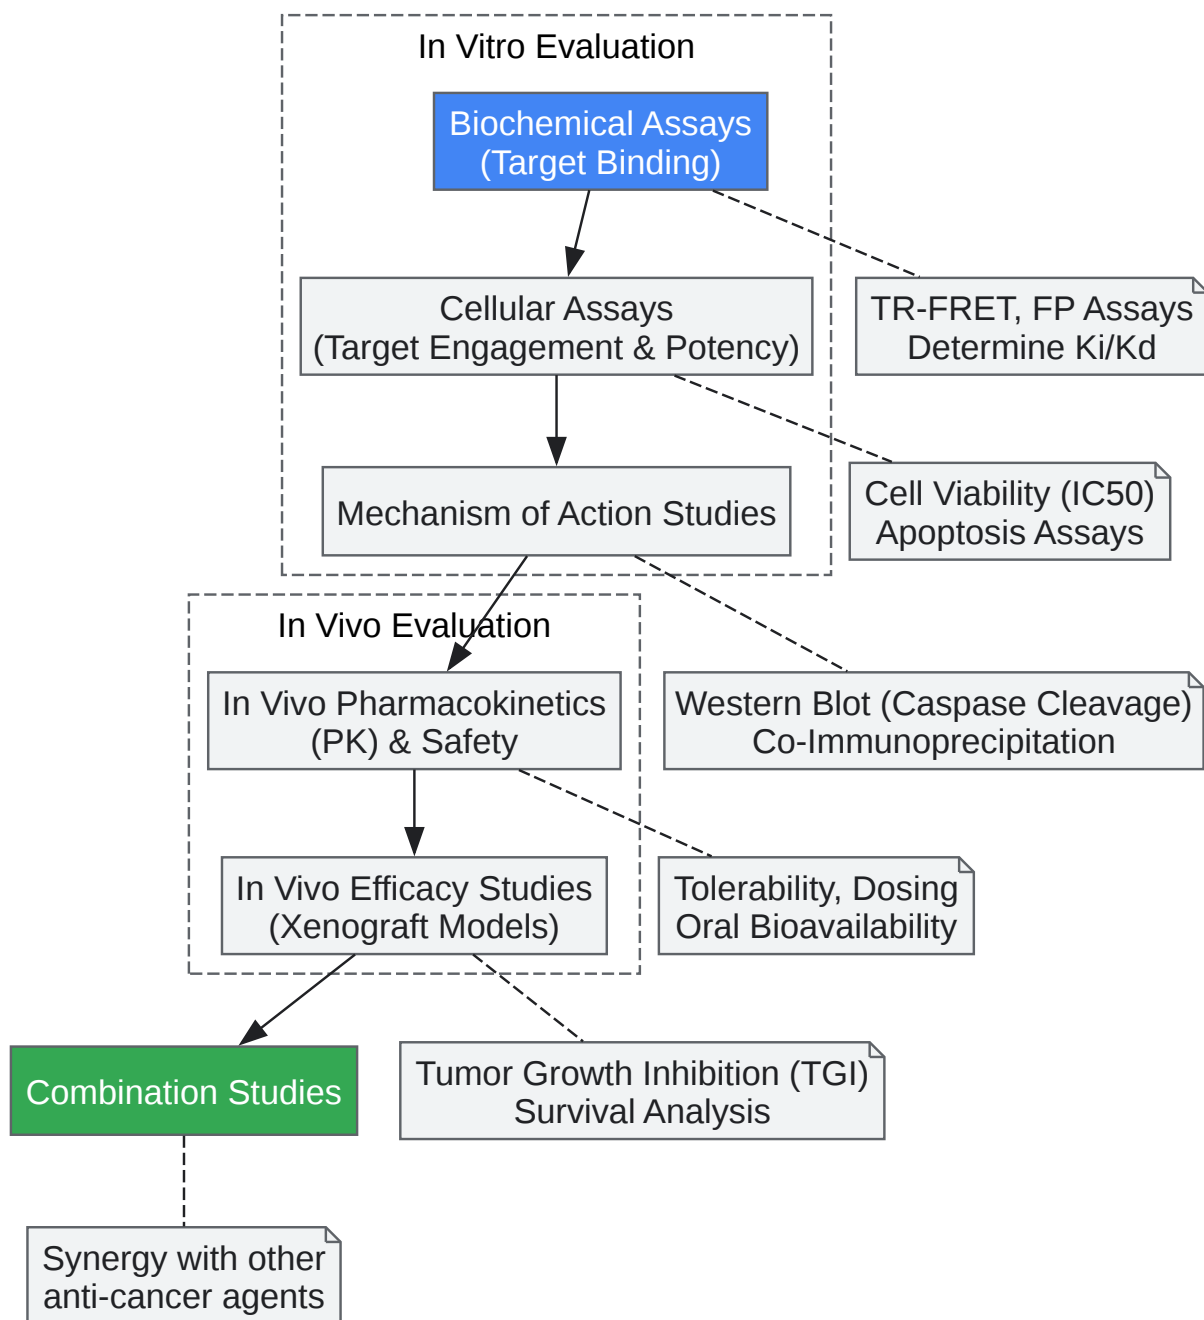 In Vitro Evaluation
Biochemical Assays
(Target Binding)
Cellular Assays
(Target Engagement & Potency)
TR-FRET, FP Assays
Determine Ki/Kd
Mechanism of Action Studies
Cell Viability (IC50)
Apoptosis Assays
In Vivo Evaluation
In Vivo Pharmacokinetics
(PK) & Safety
Western Blot (Caspase Cleavage)
Co-Immunoprecipitation
In Vivo Efficacy Studies
(Xenograft Models)
Tolerability, Dosing
Oral Bioavailability
Combination Studies
Tumor Growth Inhibition (TGI)
Survival Analysis
Synergy with other
anti-cancer agents